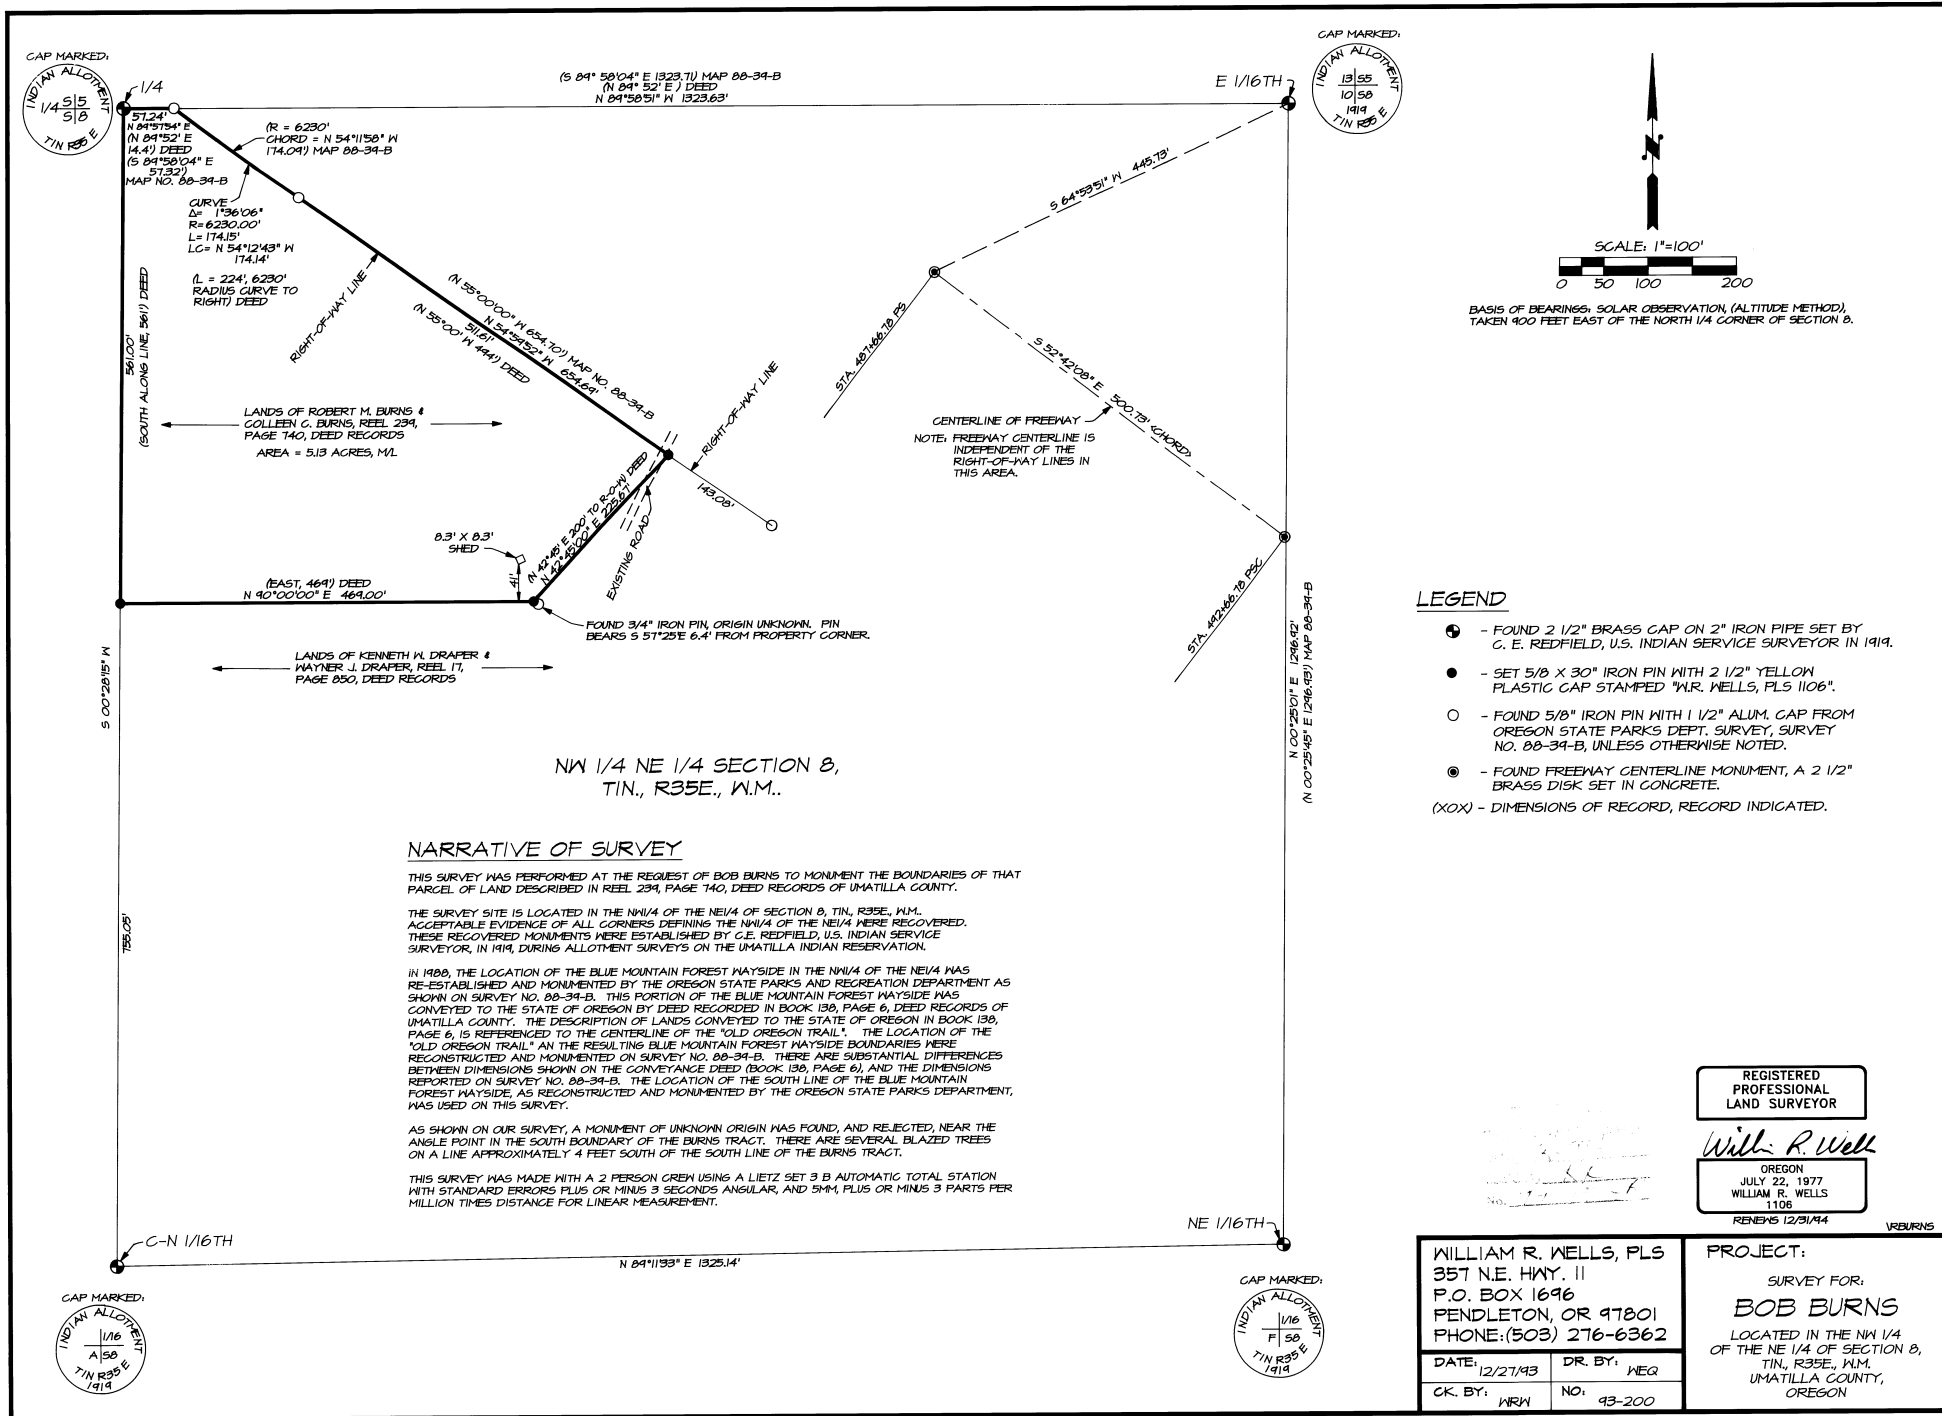 CAP MARKED:
INDIAN ALLOTMENT
1/4 S 5
S 8
T1N R35 E
1/4
(S 89° 58'04" E 1323.71') MAP 88-39-B
(N 89° 52' E ) DEED
N 89°58'51" W 1323.63'
E 1/16TH
CAP MARKED:
INDIAN ALLOTMENT
13 S5
10 S8
1919
T1N R35 E
57.24'
N 89°57'54" E
(N 89°52' E
14.4') DEED
(S 89°58'04" E
57.32')
MAP NO. 88-39-B
(R = 6230'
CHORD = N 54°11'58" W
174.09') MAP 88-39-B
CURVE
Δ= 1°36'06"
R=6230.00'
L= 174.15'
LC= N 54°12'43" W
174.14'
(L = 224', 6230'
RADIUS CURVE TO
RIGHT) DEED
RIGHT-OF-WAY LINE
(N 55°00'00" W 654.70') MAP NO. 88-39-B
N 54°59'52" W 654.69'
511.61'
(N 55°00' W 494') DEED
561.00'
(SOUTH ALONG LINE, 561') DEED
LANDS OF ROBERT M. BURNS &
COLLEEN C. BURNS, REEL 239,
PAGE 740, DEED RECORDS
AREA = 5.13 ACRES, M/L
RIGHT-OF-WAY LINE
143.08'
(N 42°45' E 200' TO R-O-W) DEED
N 42°45'00" E 225.67'
EXISTING ROAD
8.3' X 8.3'
SHED
41'
(EAST, 469') DEED
N 90°00'00" E 469.00'
FOUND 3/4" IRON PIN, ORIGIN UNKNOWN. PIN
BEARS S 57°25'E 6.4' FROM PROPERTY CORNER.
LANDS OF KENNETH W. DRAPER &
WAYNER J. DRAPER, REEL 17,
PAGE 850, DEED RECORDS
S 00°28'15" W
755.05'
S 64°53'51" W 445.73'
STA. 487+66.78 PS
S 52°42'08" E 500.73' <CHORD>
CENTERLINE OF FREEWAY
NOTE: FREEWAY CENTERLINE IS
INDEPENDENT OF THE
RIGHT-OF-WAY LINES IN
THIS AREA.
STA. 492+66.78 PSC
N 00°25'01" E 1296.92'
(N 00°25'45" E 1296.93') MAP 88-39-B
N
SCALE: 1"=100'
0 50 100 200
BASIS OF BEARINGS: SOLAR OBSERVATION, (ALTITUDE METHOD),
TAKEN 900 FEET EAST OF THE NORTH 1/4 CORNER OF SECTION 8.
LEGEND
- FOUND 2 1/2" BRASS CAP ON 2" IRON PIPE SET BY
C. E. REDFIELD, U.S. INDIAN SERVICE SURVEYOR IN 1919.
- SET 5/8 X 30" IRON PIN WITH 2 1/2" YELLOW
PLASTIC CAP STAMPED "W.R. WELLS, PLS 1106".
- FOUND 5/8" IRON PIN WITH 1 1/2" ALUM. CAP FROM
OREGON STATE PARKS DEPT. SURVEY, SURVEY
NO. 88-39-B, UNLESS OTHERWISE NOTED.
- FOUND FREEWAY CENTERLINE MONUMENT, A 2 1/2"
BRASS DISK SET IN CONCRETE.
(XOX) - DIMENSIONS OF RECORD, RECORD INDICATED.
NW 1/4 NE 1/4 SECTION 8,
T1N., R35E., W.M..
NARRATIVE OF SURVEY
THIS SURVEY WAS PERFORMED AT THE REQUEST OF BOB BURNS TO MONUMENT THE BOUNDARIES OF THAT
PARCEL OF LAND DESCRIBED IN REEL 239, PAGE 740, DEED RECORDS OF UMATILLA COUNTY.
THE SURVEY SITE IS LOCATED IN THE NW1/4 OF THE NE1/4 OF SECTION 8, T1N., R35E., W.M..
ACCEPTABLE EVIDENCE OF ALL CORNERS DEFINING THE NW1/4 OF THE NE1/4 WERE RECOVERED.
THESE RECOVERED MONUMENTS WERE ESTABLISHED BY C.E. REDFIELD, U.S. INDIAN SERVICE
SURVEYOR, IN 1919, DURING ALLOTMENT SURVEYS ON THE UMATILLA INDIAN RESERVATION.
IN 1988, THE LOCATION OF THE BLUE MOUNTAIN FOREST WAYSIDE IN THE NW1/4 OF THE NE1/4 WAS
RE-ESTABLISHED AND MONUMENTED BY THE OREGON STATE PARKS AND RECREATION DEPARTMENT AS
SHOWN ON SURVEY NO. 88-39-B. THIS PORTION OF THE BLUE MOUNTAIN FOREST WAYSIDE WAS
CONVEYED TO THE STATE OF OREGON BY DEED RECORDED IN BOOK 138, PAGE 6, DEED RECORDS OF
UMATILLA COUNTY. THE DESCRIPTION OF LANDS CONVEYED TO THE STATE OF OREGON IN BOOK 138,
PAGE 6, IS REFERENCED TO THE CENTERLINE OF THE "OLD OREGON TRAIL". THE LOCATION OF THE
"OLD OREGON TRAIL" AN THE RESULTING BLUE MOUNTAIN FOREST WAYSIDE BOUNDARIES WERE
RECONSTRUCTED AND MONUMENTED ON SURVEY NO. 88-39-B. THERE ARE SUBSTANTIAL DIFFERENCES
BETWEEN DIMENSIONS SHOWN ON THE CONVEYANCE DEED (BOOK 138, PAGE 6), AND THE DIMENSIONS
REPORTED ON SURVEY NO. 88-39-B. THE LOCATION OF THE SOUTH LINE OF THE BLUE MOUNTAIN
FOREST WAYSIDE, AS RECONSTRUCTED AND MONUMENTED BY THE OREGON STATE PARKS DEPARTMENT,
WAS USED ON THIS SURVEY.
AS SHOWN ON OUR SURVEY, A MONUMENT OF UNKNOWN ORIGIN WAS FOUND, AND REJECTED, NEAR THE
ANGLE POINT IN THE SOUTH BOUNDARY OF THE BURNS TRACT. THERE ARE SEVERAL BLAZED TREES
ON A LINE APPROXIMATELY 4 FEET SOUTH OF THE SOUTH LINE OF THE BURNS TRACT.
THIS SURVEY WAS MADE WITH A 2 PERSON CREW USING A LIETZ SET 3 B AUTOMATIC TOTAL STATION
WITH STANDARD ERRORS PLUS OR MINUS 3 SECONDS ANGULAR, AND 5MM, PLUS OR MINUS 3 PARTS PER
MILLION TIMES DISTANCE FOR LINEAR MEASUREMENT.
C-N 1/16TH
N 89°11'33" E 1325.14'
NE 1/16TH
CAP MARKED:
INDIAN ALLOTMENT
1/16
A S8
T1N R35 E
1919
CAP MARKED:
INDIAN ALLOTMENT
1/16
F S8
T1N R35 E
1919
REGISTERED
PROFESSIONAL
LAND SURVEYOR
Willi R. Wells
OREGON
JULY 22, 1977
WILLIAM R. WELLS
1106
RENEWS 12/31/94
\RBURNS
WILLIAM R. WELLS, PLS
357 N.E. HWY. 11
P.O. BOX 1696
PENDLETON, OR 97801
PHONE:(503) 276-6362
DATE: 12/27/93
DR. BY: WEQ
CK. BY: WRW
NO: 93-200
PROJECT:
SURVEY FOR:
BOB BURNS
LOCATED IN THE NW 1/4
OF THE NE 1/4 OF SECTION 8,
T1N., R35E., W.M.
UMATILLA COUNTY,
OREGON